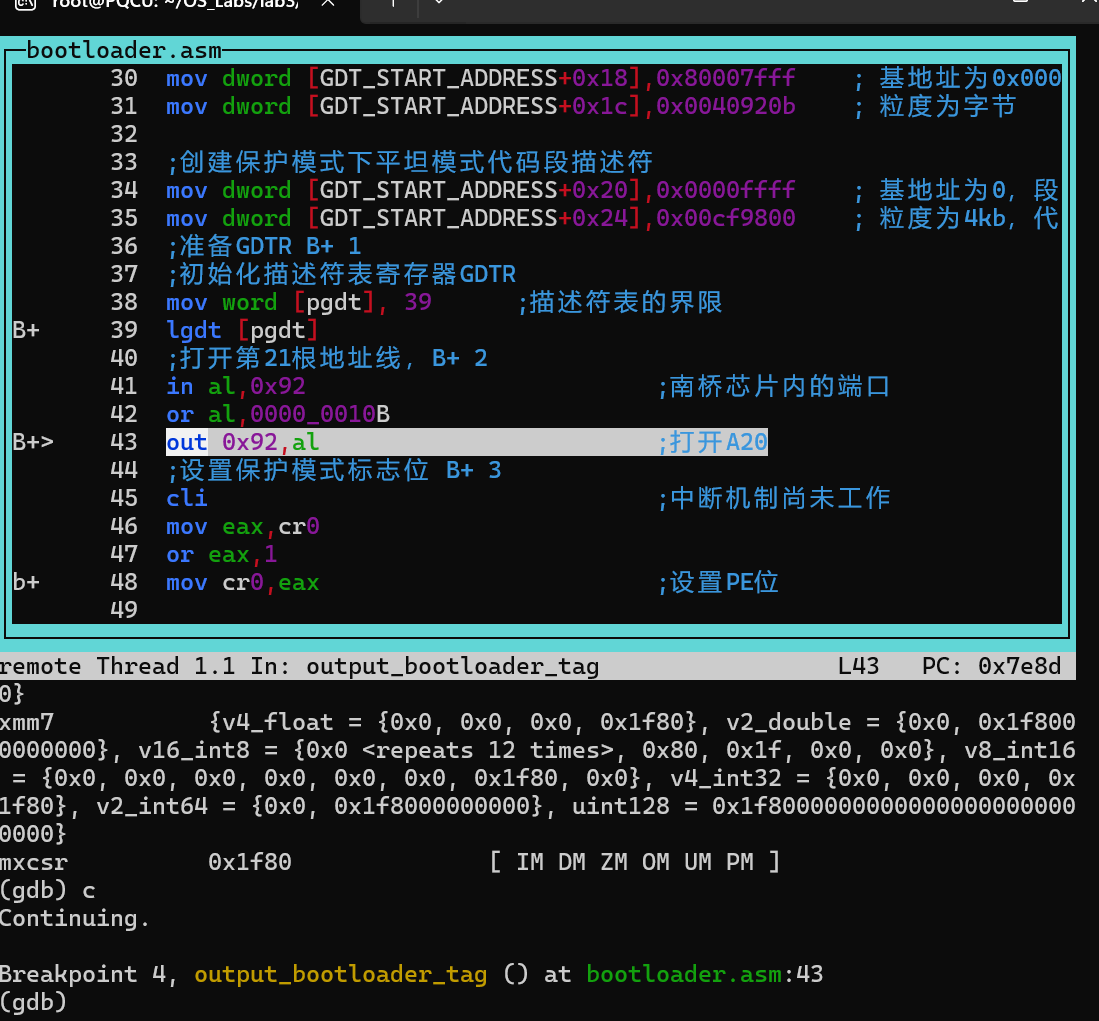 root@PQCU: ~/OS_Labs/lab3/
bootloader.asm
30 mov dword [GDT_START_ADDRESS+0x18],0x80007fff ; 基地址为0x000
31 mov dword [GDT_START_ADDRESS+0x1c],0x0040920b ; 粒度为字节
32
33 ;创建保护模式下平坦模式代码段描述符
34 mov dword [GDT_START_ADDRESS+0x20],0x0000ffff ; 基地址为0，段
35 mov dword [GDT_START_ADDRESS+0x24],0x00cf9800 ; 粒度为4kb，代
36 ;准备GDTR B+ 1
37 ;初始化描述符表寄存器GDTR
38 mov word [pgdt], 39 ;描述符表的界限
B+ 39 lgdt [pgdt]
40 ;打开第21根地址线，B+ 2
41 in al,0x92 ;南桥芯片内的端口
42 or al,0000_0010B
B+> 43 out 0x92,al ;打开A20
44 ;设置保护模式标志位 B+ 3
45 cli ;中断机制尚未工作
46 mov eax,cr0
47 or eax,1
b+ 48 mov cr0,eax ;设置PE位
49
remote Thread 1.1 In: output_bootloader_tag L43 PC: 0x7e8d
0}
xmm7 {v4_float = {0x0, 0x0, 0x0, 0x1f80}, v2_double = {0x0, 0x1f800
0000000}, v16_int8 = {0x0 <repeats 12 times>, 0x80, 0x1f, 0x0, 0x0}, v8_int16
= {0x0, 0x0, 0x0, 0x0, 0x0, 0x0, 0x1f80, 0x0}, v4_int32 = {0x0, 0x0, 0x0, 0x
1f80}, v2_int64 = {0x0, 0x1f8000000000}, uint128 = 0x1f8000000000000000000000
0000}
mxcsr 0x1f80 [ IM DM ZM OM UM PM ]
(gdb) c
Continuing.
Breakpoint 4, output_bootloader_tag () at bootloader.asm:43
(gdb)